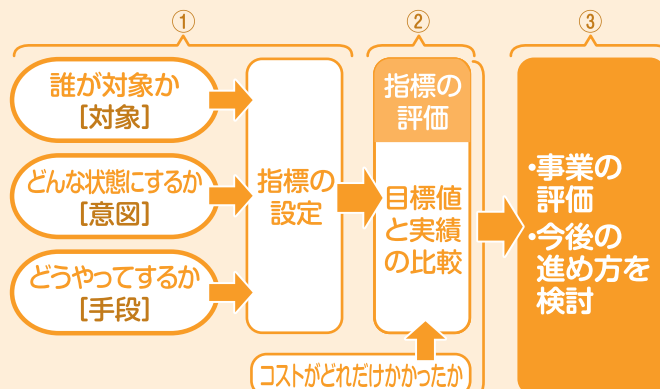 ①
誰が対象か
[対象]
どんな状態にするか
[意図]
どうやってするか
[手段]
指標の
設定
②
指標の
評価
目標値
と実績
の比較
コストがどれだけかかったか
③
・事業の
評価
・今後の
進め方を
検討